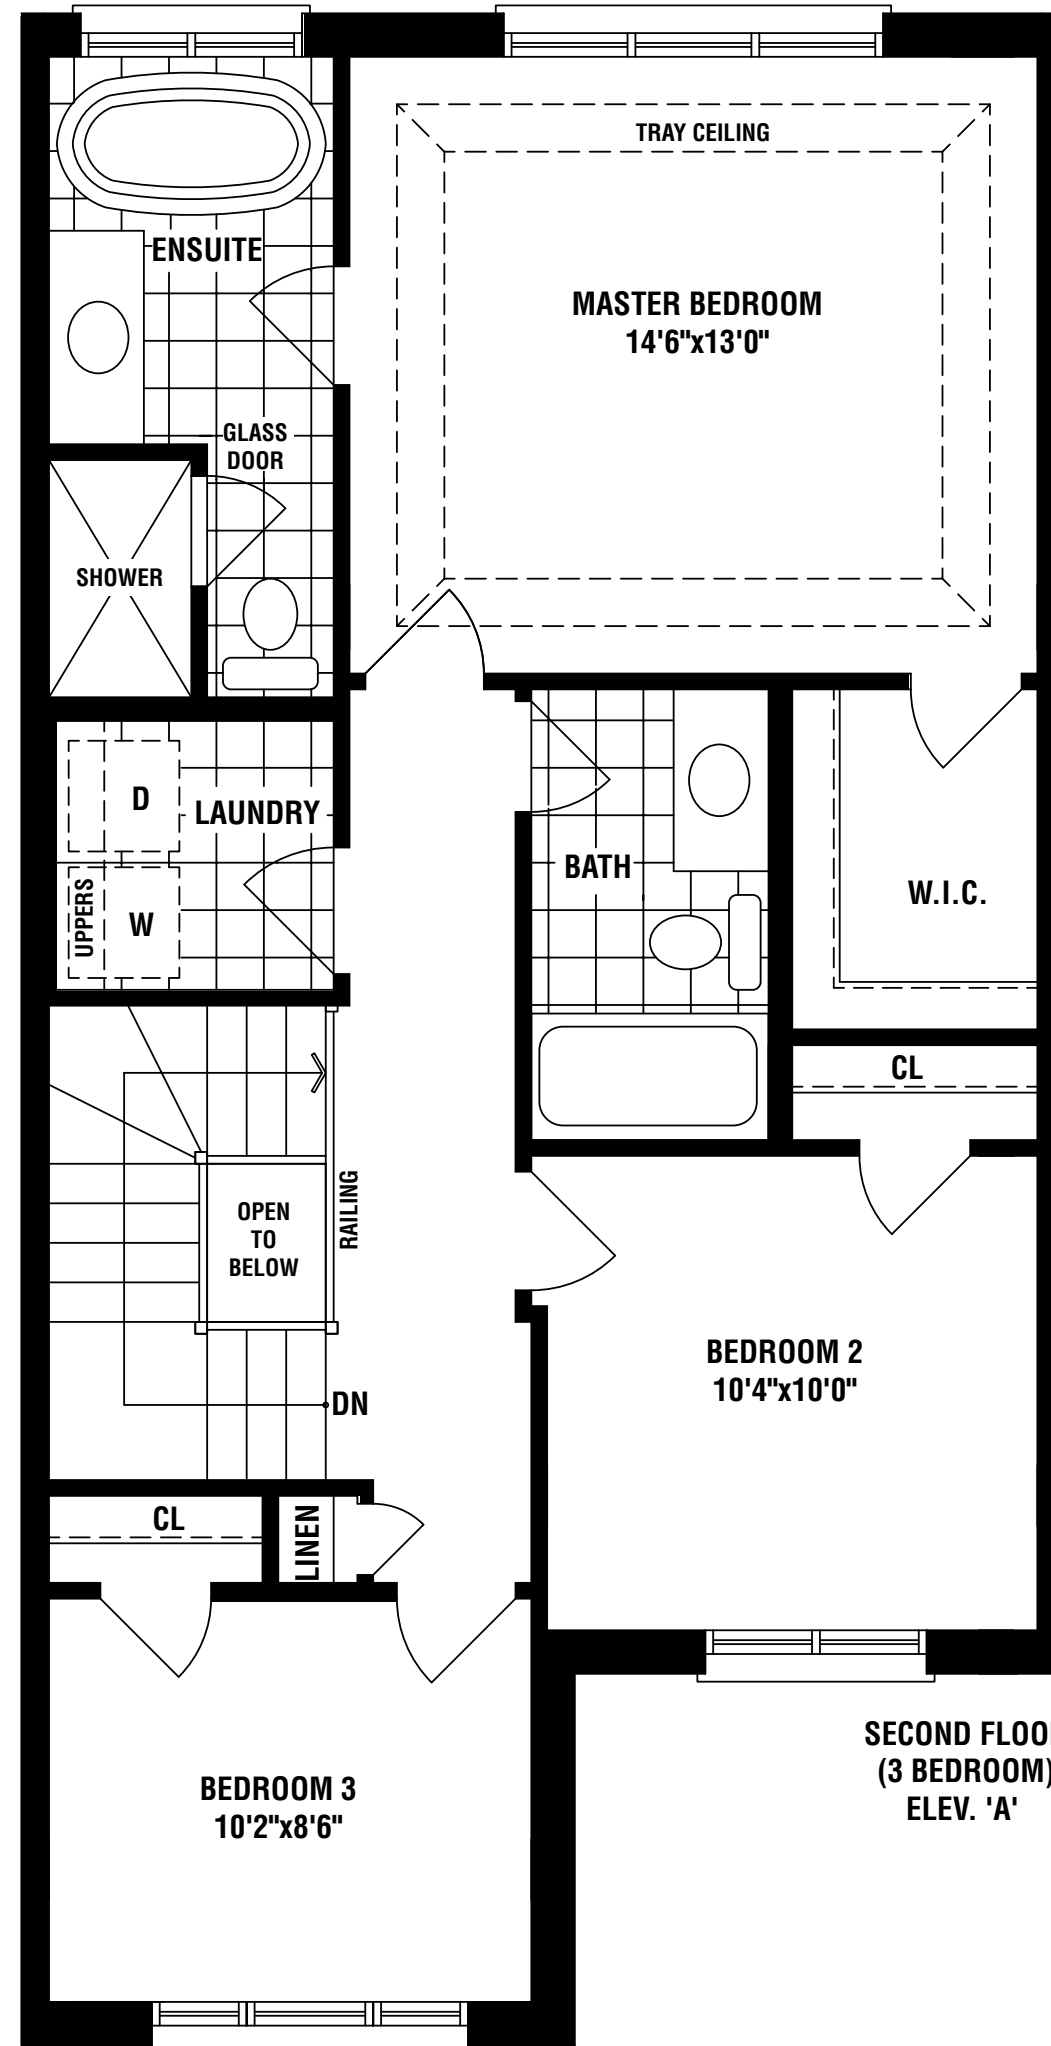 TRAY CEILING
ENSUITE
MASTER BEDROOM
14'6"x13'0"
GLASS
DOOR
SHOWER
D
LAUNDRY
UPPERS
W
BATH
W.I.C.
CL
OPEN
TO
BELOW
RAILING
BEDROOM 2
10'4"x10'0"
DN
CL
LINEN
BEDROOM 3
10'2"x8'6"
SECOND FLOO
(3 BEDROOM)
ELEV. 'A'